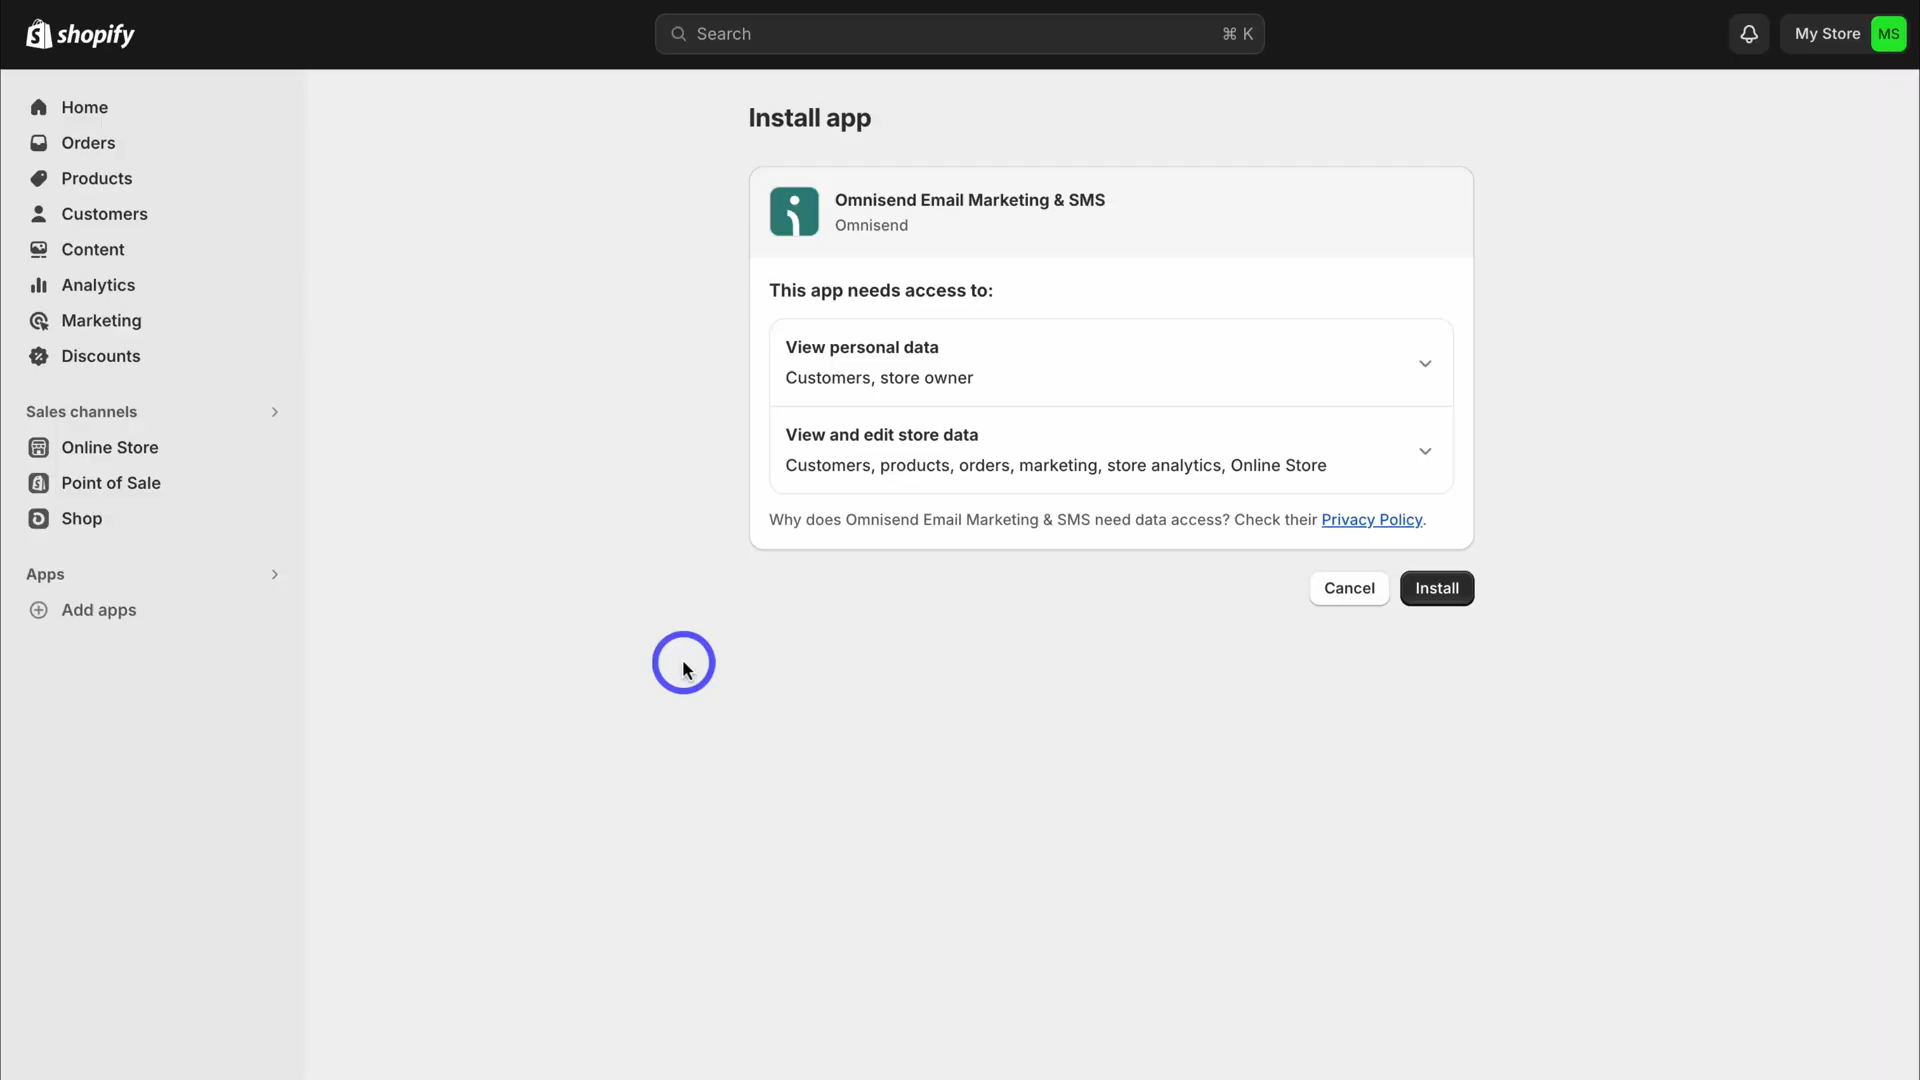 shopify
Search
⌘ K
My Store
MS
Home
Orders
Products
Customers
Content
Analytics
Marketing
Discounts
Sales channels
Online Store
Point of Sale
Shop
Apps
Add apps
Install app
Omnisend Email Marketing & SMS
Omnisend
This app needs access to:
View personal data
Customers, store owner
View and edit store data
Customers, products, orders, marketing, store analytics, Online Store
Why does Omnisend Email Marketing & SMS need data access? Check their Privacy Policy.
Cancel
Install